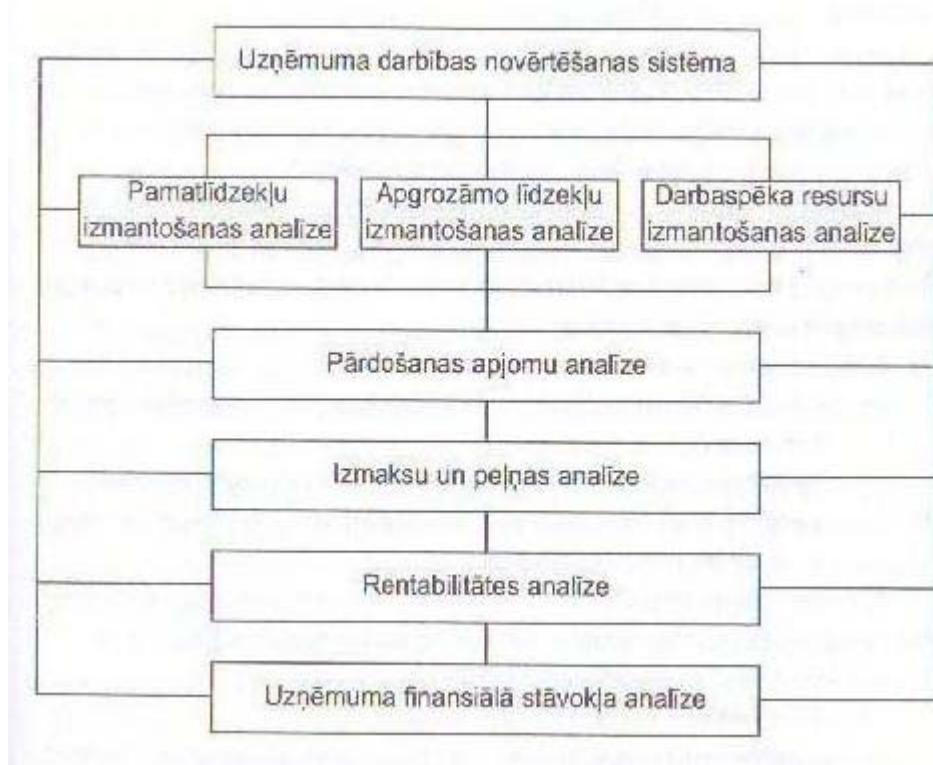 Uzņēmuma darbības novērtēšanas sistēma
Pamatlīdzekļu
izmantošanas analīze
Apgrozāmo līdzekļu
izmantošanas analīze
Darbaspēka resursu
izmantošanas analīze
Pārdošanas apjomu analīze
Izmaksu un peļņas analīze
Rentabilitātes analīze
Uzņēmuma finansiālā stāvokļa analīze